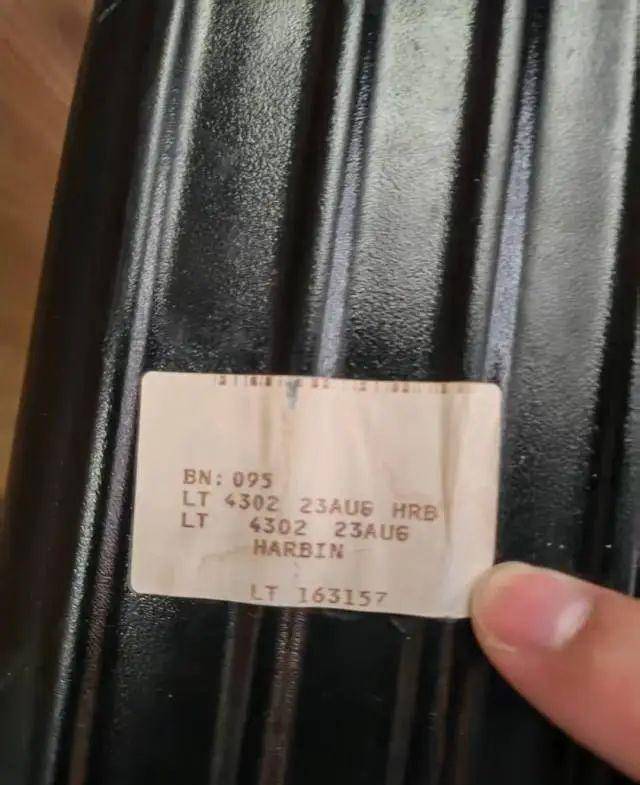 BN: 095
LT 4302 23AUG HRB
LT 4302 23AUG
HARBIN
LT 163157